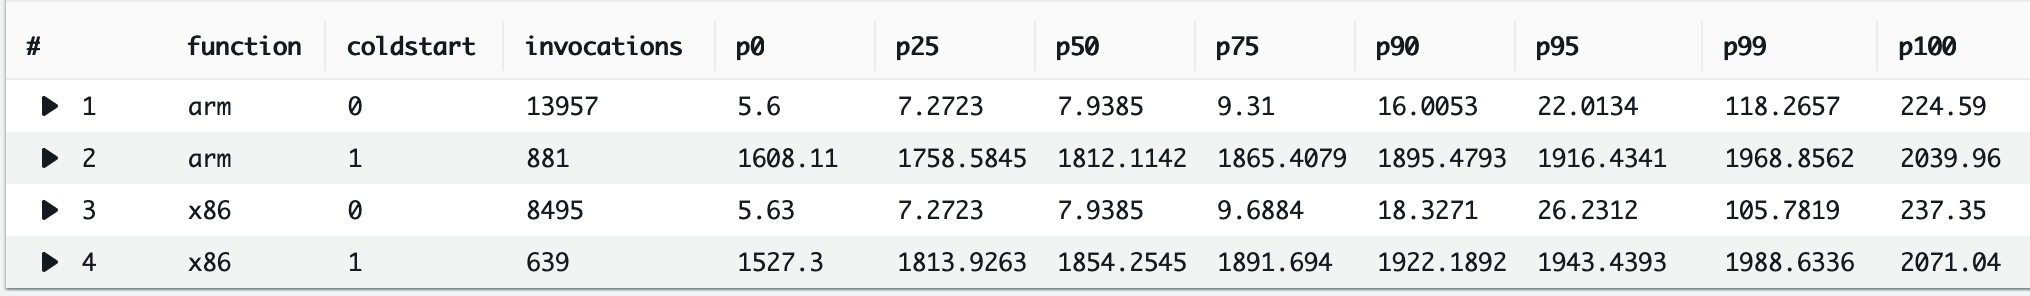 # function coldstart invocations p0 p25 p50 p75 p90 p95 p99 p100
1 arm 0 13957 5.6 7.2723 7.9385 9.31 16.0053 22.0134 118.2657 224.59
2 arm 1 881 1608.11 1758.5845 1812.1142 1865.4079 1895.4793 1916.4341 1968.8562 2039.96
3 x86 0 8495 5.63 7.2723 7.9385 9.6884 18.3271 26.2312 105.7819 237.35
4 x86 1 639 1527.3 1813.9263 1854.2545 1891.694 1922.1892 1943.4393 1988.6336 2071.04